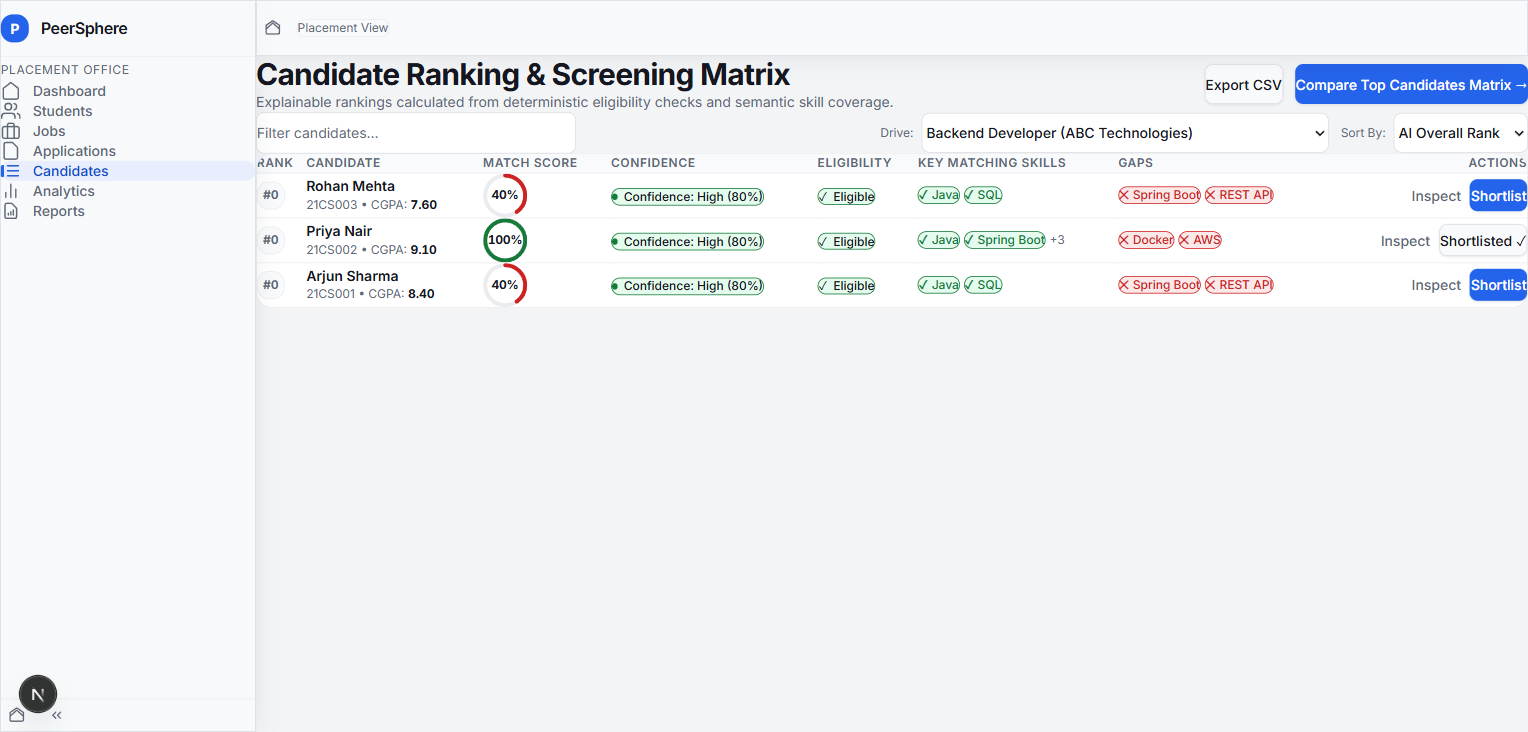 P PeerSphere
Placement View
PLACEMENT OFFICE
Dashboard
Students
Jobs
Applications
Candidates
Analytics
Reports
N
«
Candidate Ranking & Screening Matrix
Explainable rankings calculated from deterministic eligibility checks and semantic skill coverage.
Export CSV
Compare Top Candidates Matrix →
Filter candidates...
Drive: Backend Developer (ABC Technologies)
Sort By: AI Overall Rank
RANK CANDIDATE MATCH SCORE CONFIDENCE ELIGIBILITY KEY MATCHING SKILLS GAPS ACTIONS
#0 Rohan Mehta 40% Confidence: High (80%) ✓ Eligible ✓ Java ✓ SQL ✕ Spring Boot ✕ REST API Inspect Shortlist
21CS003 • CGPA: 7.60
#0 Priya Nair 100% Confidence: High (80%) ✓ Eligible ✓ Java ✓ Spring Boot +3 ✕ Docker ✕ AWS Inspect Shortlisted ✓
21CS002 • CGPA: 9.10
#0 Arjun Sharma 40% Confidence: High (80%) ✓ Eligible ✓ Java ✓ SQL ✕ Spring Boot ✕ REST API Inspect Shortlist
21CS001 • CGPA: 8.40